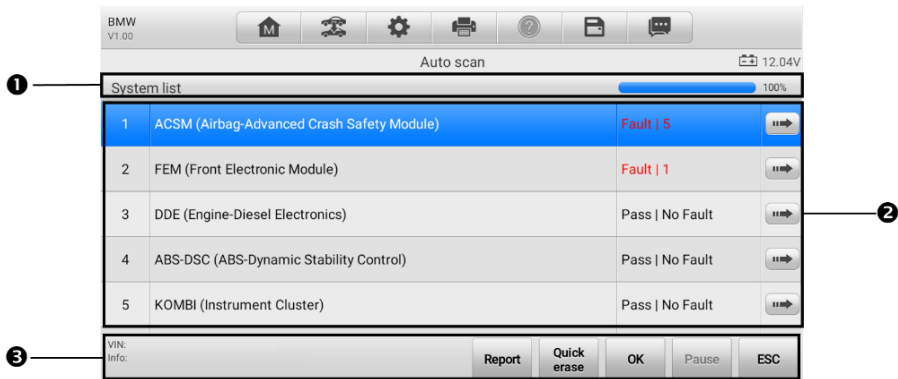 BMW
V1.00
M
?
Auto scan
12.04V
❶
System list
100%
1 ACSM (Airbag-Advanced Crash Safety Module) Fault | 5
2 FEM (Front Electronic Module) Fault | 1
3 DDE (Engine-Diesel Electronics) Pass | No Fault
❷
4 ABS-DSC (ABS-Dynamic Stability Control) Pass | No Fault
5 KOMBI (Instrument Cluster) Pass | No Fault
❸
VIN:
Info:
Report
Quick
erase
OK
Pause
ESC